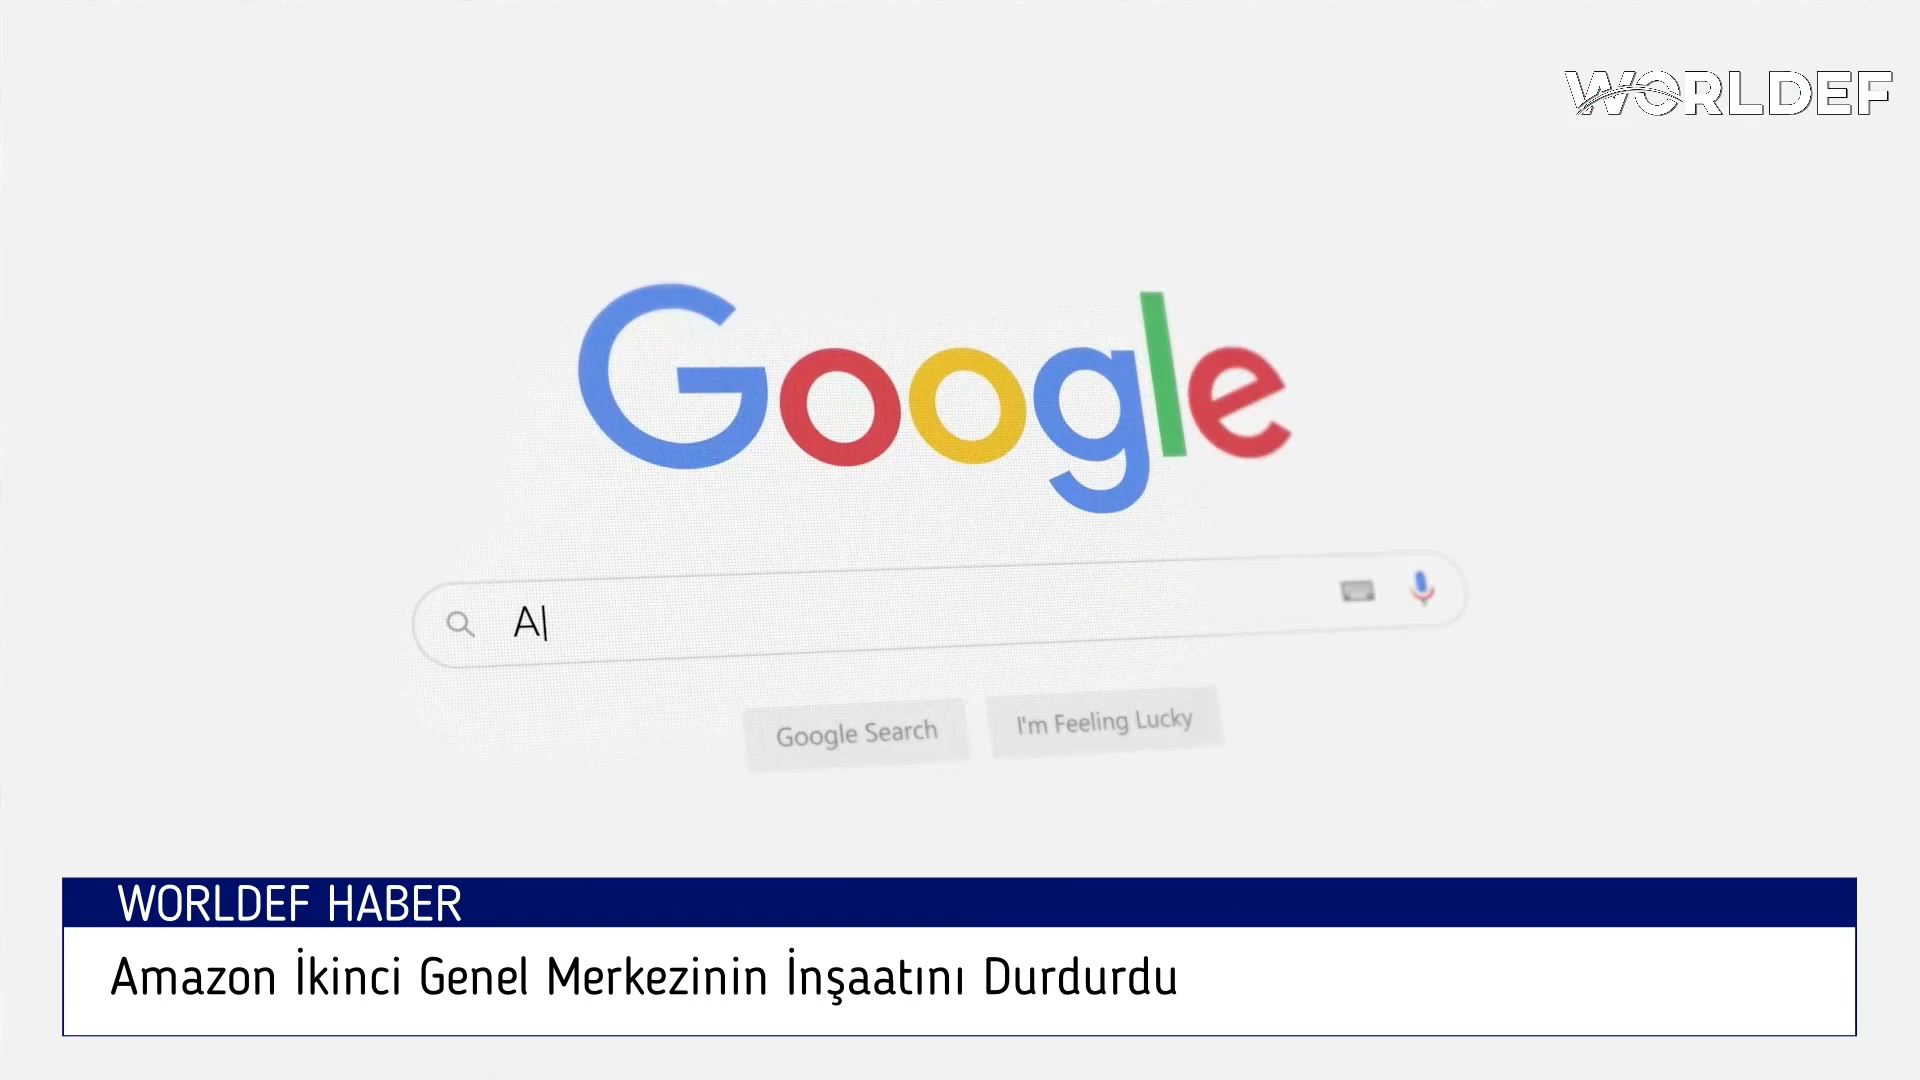 WORLDEF
Google
A|
Google Search
I'm Feeling Lucky
WORLDEF HABER
Amazon İkinci Genel Merkezinin İnşaatını Durdurdu